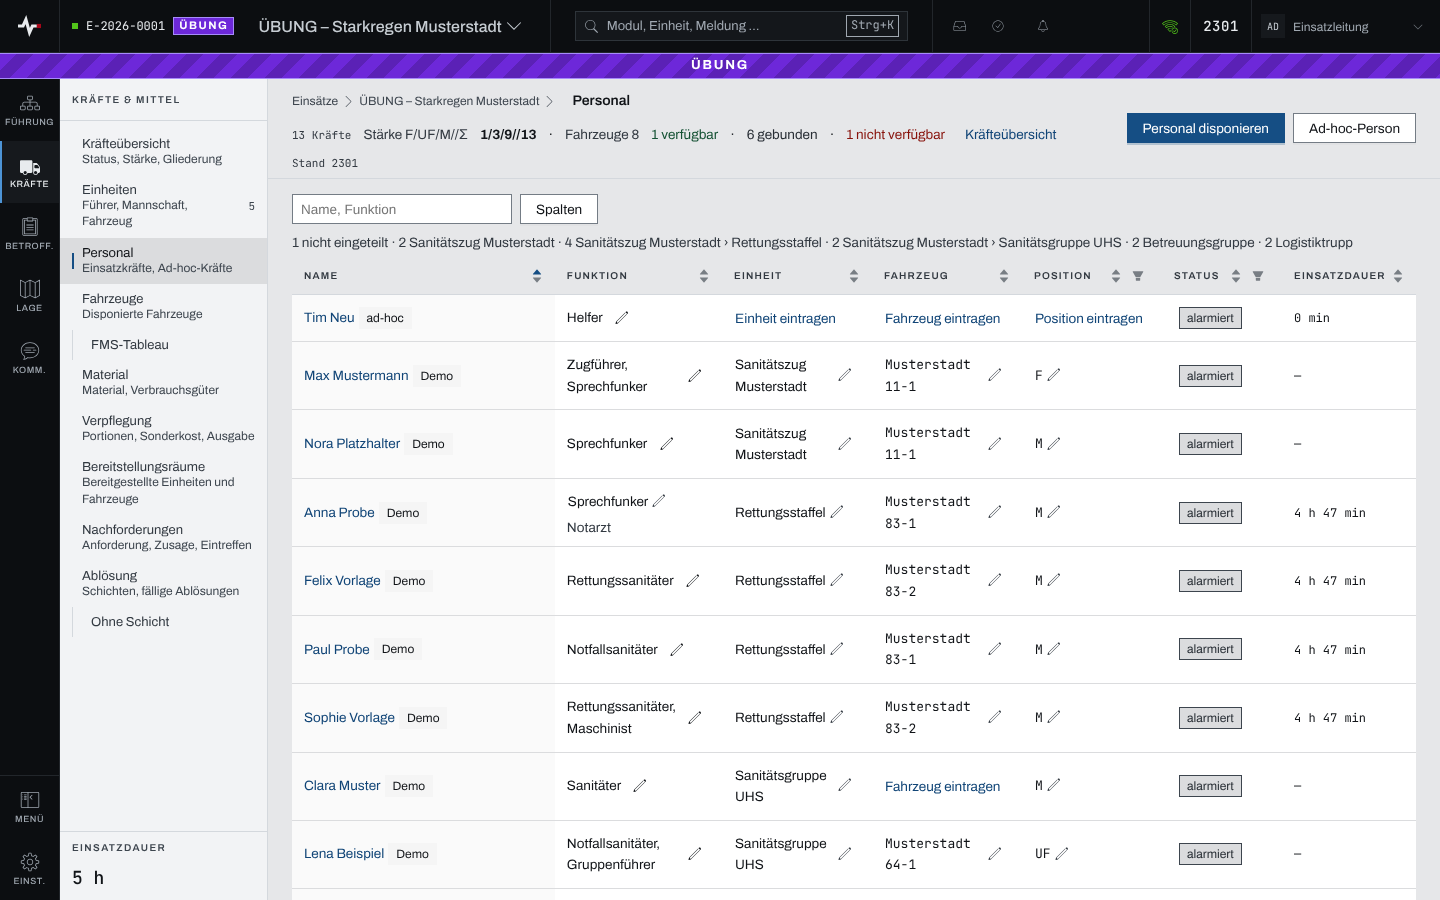 E-2026-0001 ÜBUNG ÜBUNG – Starkregen Musterstadt Modul, Einheit, Meldung ... Strg+K 2301 AD Einsatzleitung
ÜBUNG
FÜHRUNG
KRÄFTE
BETROFF.
LAGE
KOMM.
MENÜ
EINST.
KRÄFTE & MITTEL
Kräfteübersicht
Status, Stärke, Gliederung
Einheiten
Führer, Mannschaft,
Fahrzeug
5
Personal
Einsatzkräfte, Ad-hoc-Kräfte
Fahrzeuge
Disponierte Fahrzeuge
FMS-Tableau
Material
Material, Verbrauchsgüter
Verpflegung
Portionen, Sonderkost, Ausgabe
Bereitstellungsräume
Bereitgestellte Einheiten und
Fahrzeuge
Nachforderungen
Anforderung, Zusage, Eintreffen
Ablösung
Schichten, fällige Ablösungen
Ohne Schicht
EINSATZDAUER
5 h
Einsätze ÜBUNG – Starkregen Musterstadt Personal
13 Kräfte Stärke F/UF/M//Σ 1/3/9//13 · Fahrzeuge 8 1 verfügbar · 6 gebunden · 1 nicht verfügbar Kräfteübersicht
Stand 2301
Personal disponieren Ad-hoc-Person
Name, Funktion Spalten
1 nicht eingeteilt · 2 Sanitätszug Musterstadt · 4 Sanitätszug Musterstadt › Rettungsstaffel · 2 Sanitätszug Musterstadt › Sanitätsgruppe UHS · 2 Betreuungsgruppe · 2 Logistiktrupp
NAME FUNKTION EINHEIT FAHRZEUG POSITION STATUS EINSATZDAUER
Tim Neu ad-hoc Helfer Einheit eintragen Fahrzeug eintragen Position eintragen alarmiert 0 min
Max Mustermann Demo Zugführer, Sprechfunker Sanitätszug Musterstadt Musterstadt 11-1 F alarmiert –
Nora Platzhalter Demo Sprechfunker Sanitätszug Musterstadt Musterstadt 11-1 M alarmiert –
Anna Probe Demo Sprechfunker Notarzt Rettungsstaffel Musterstadt 83-1 M alarmiert 4 h 47 min
Felix Vorlage Demo Rettungssanitäter Rettungsstaffel Musterstadt 83-2 M alarmiert 4 h 47 min
Paul Probe Demo Notfallsanitäter Rettungsstaffel Musterstadt 83-1 M alarmiert 4 h 47 min
Sophie Vorlage Demo Rettungssanitäter, Maschinist Rettungsstaffel Musterstadt 83-2 M alarmiert 4 h 47 min
Clara Muster Demo Sanitäter Sanitätsgruppe UHS Fahrzeug eintragen M alarmiert –
Lena Beispiel Demo Notfallsanitäter, Gruppenführer Sanitätsgruppe UHS Musterstadt 64-1 UF alarmiert –